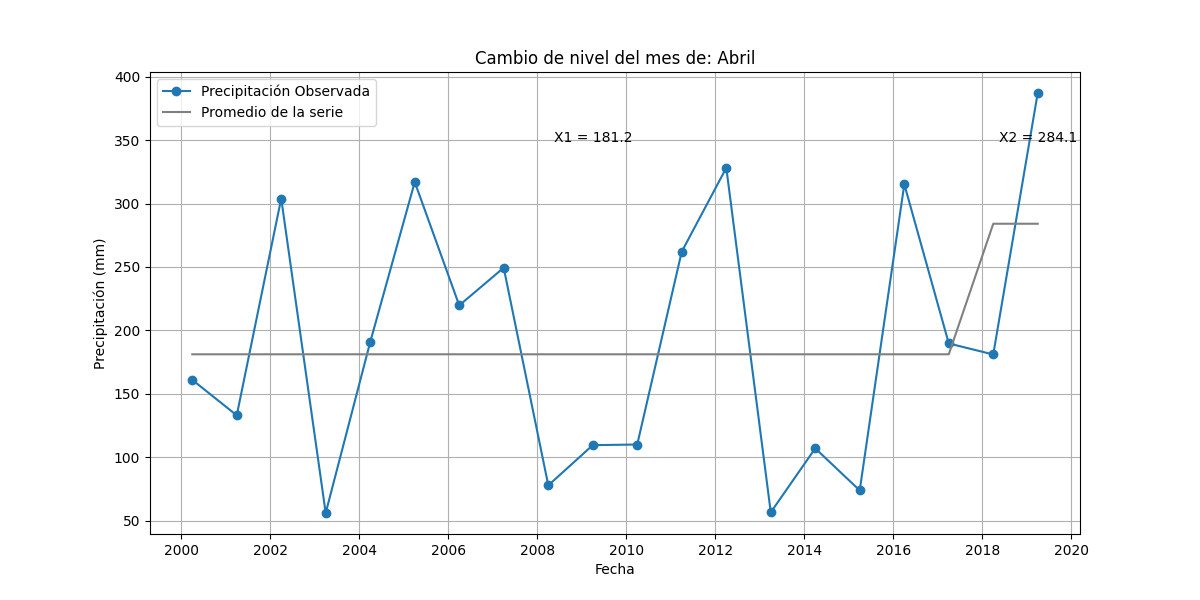 Cambio de nivel del mes de: Abril
Precipitación Observada
Promedio de la serie
X1 = 181.2
X2 = 284.1
400
350
300
250
200
150
100
50
Precipitación (mm)
2000 2002 2004 2006 2008 2010 2012 2014 2016 2018 2020
Fecha